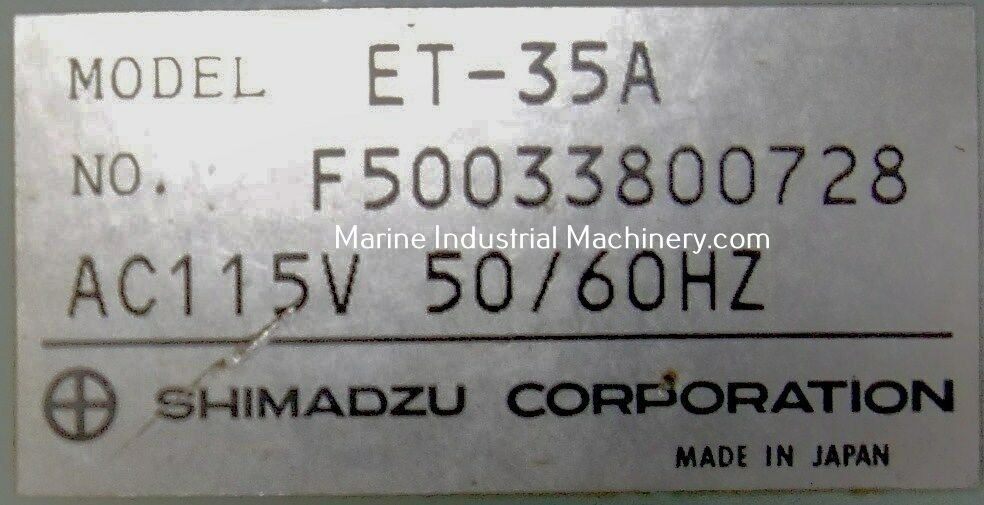 MODEL ET-35A
NO. F50033800728
Marine Industrial Machinery.com
AC115V 50/60HZ
SHIMADZU CORPORATION
MADE IN JAPAN